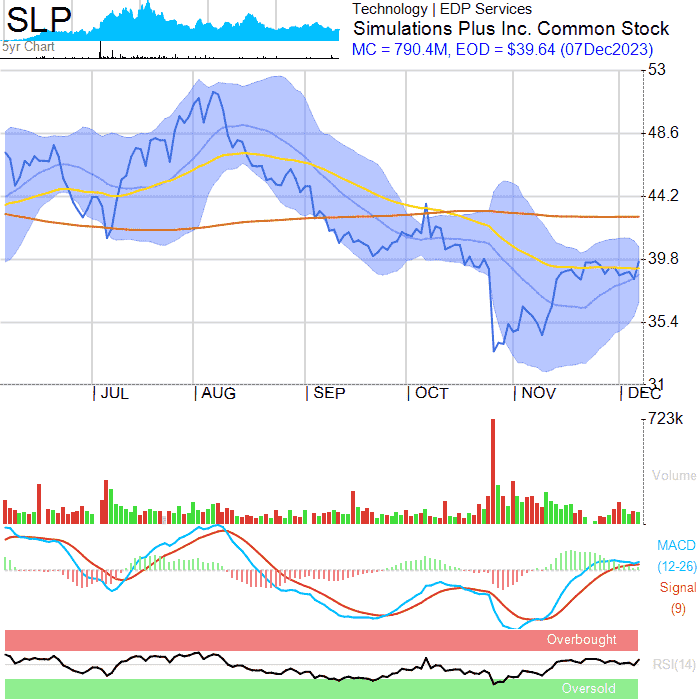 SLP
5yr Chart
Technology | EDP Services
Simulations Plus Inc. Common Stock
MC = 790.4M, EOD = $39.64 (07Dec2023)
53
48.6
44.2
39.8
35.4
31
JUL AUG SEP OCT NOV DEC
723k
Volume
MACD
(12-26)
Signal
(9)
Overbought
RSI(14)
Oversold